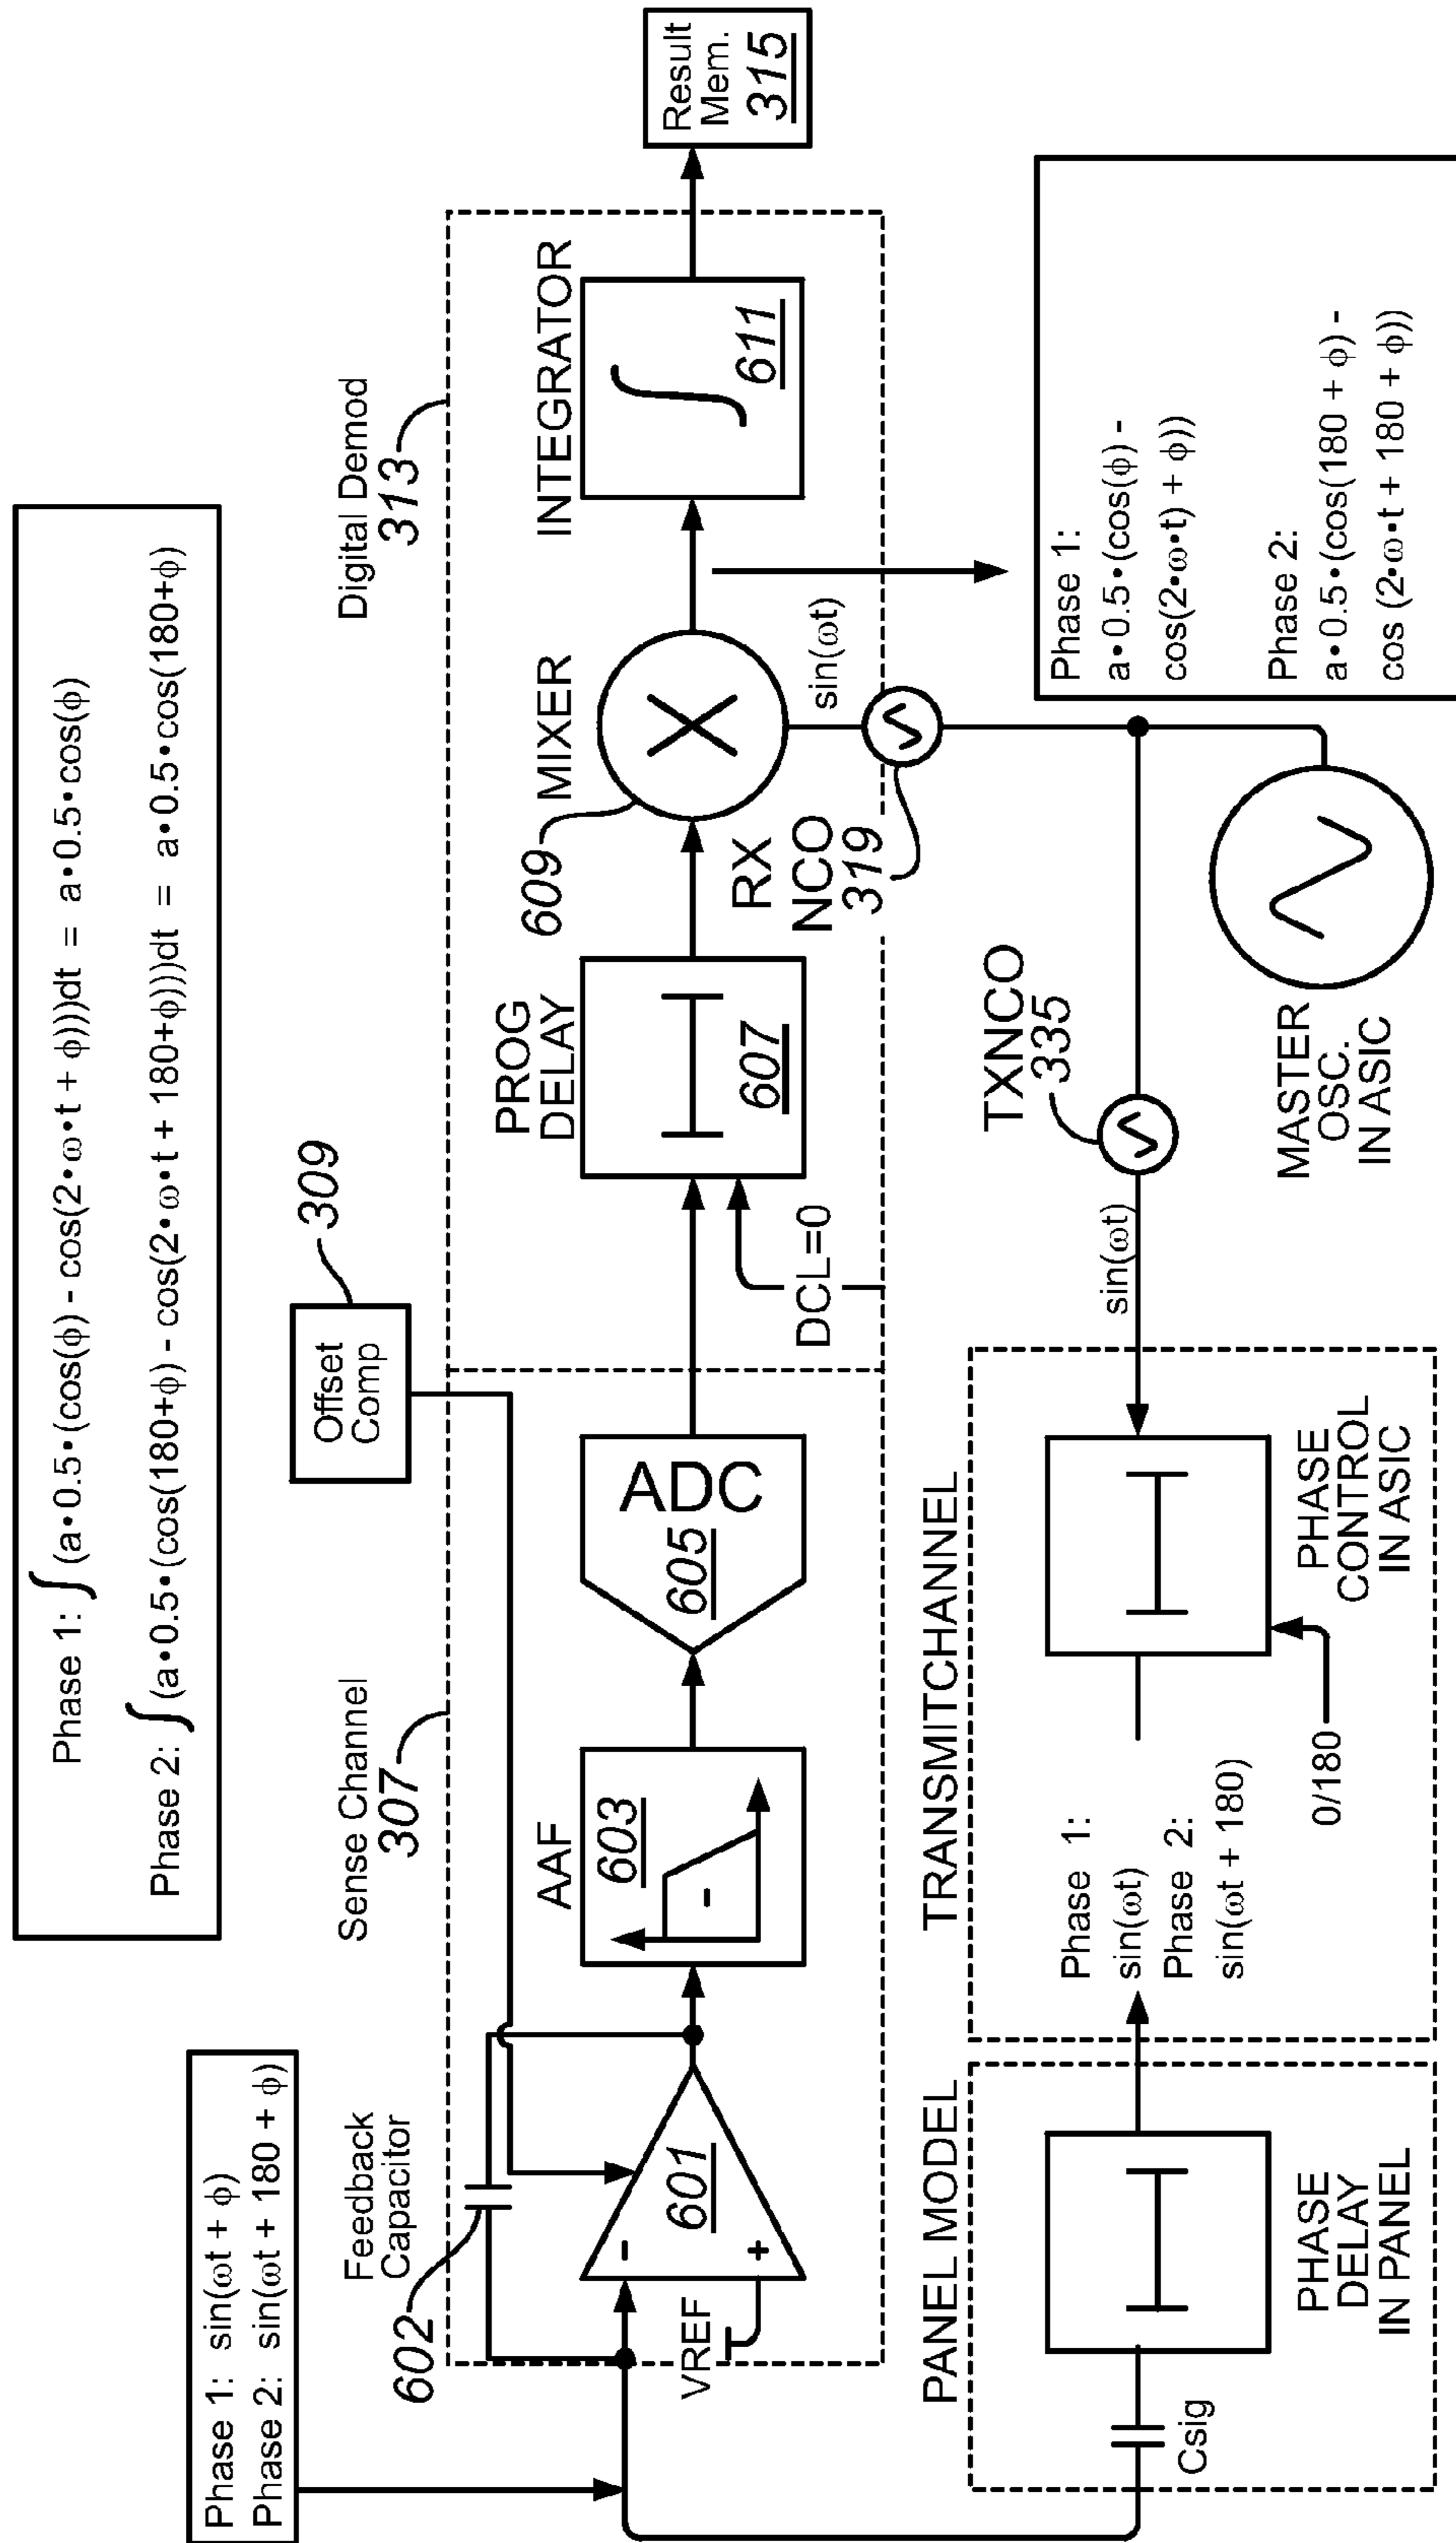 Phase 1: ∫(a•0.5•(cos(ϕ) - cos(2•ω•t + ϕ)))dt = a•0.5•cos(ϕ)
Phase 2: ∫(a•0.5•(cos(180+ϕ) - cos(2•ω•t + 180+ϕ)))dt = a•0.5•cos(180+ϕ)
Phase 1: sin(ωt + ϕ)
Phase 2: sin(ωt + 180 + ϕ)
Offset
Comp
309
Feedback
Capacitor
602
Sense Channel
307
Digital Demod
313
601
-
+
VREF
AAF
603
-
ADC
605
PROG
DELAY
607
DCL=0
MIXER
609
INTEGRATOR
∫
611
Result
Mem.
315
sin(ωt)
RX
NCO
319
Phase 1:
a•0.5•(cos(ϕ) -
cos(2•ω•t) + ϕ))
Phase 2:
a•0.5•(cos(180 + ϕ) -
cos (2•ω•t + 180 + ϕ))
PANEL MODEL
Csig
PHASE
DELAY
IN PANEL
TRANSMITCHANNEL
Phase 1:
sin(ωt)
Phase 2:
sin(ωt + 180)
0/180
PHASE
CONTROL
IN ASIC
sin(ωt)
TXNCO
335
MASTER
OSC.
IN ASIC